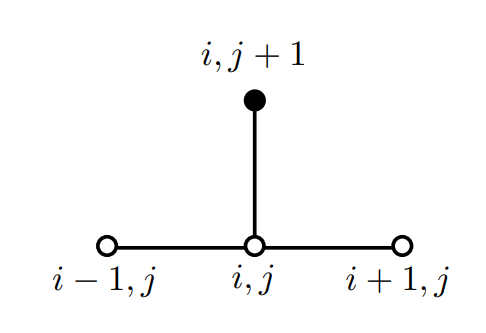 i, j + 1
i − 1, j i, j i + 1, j